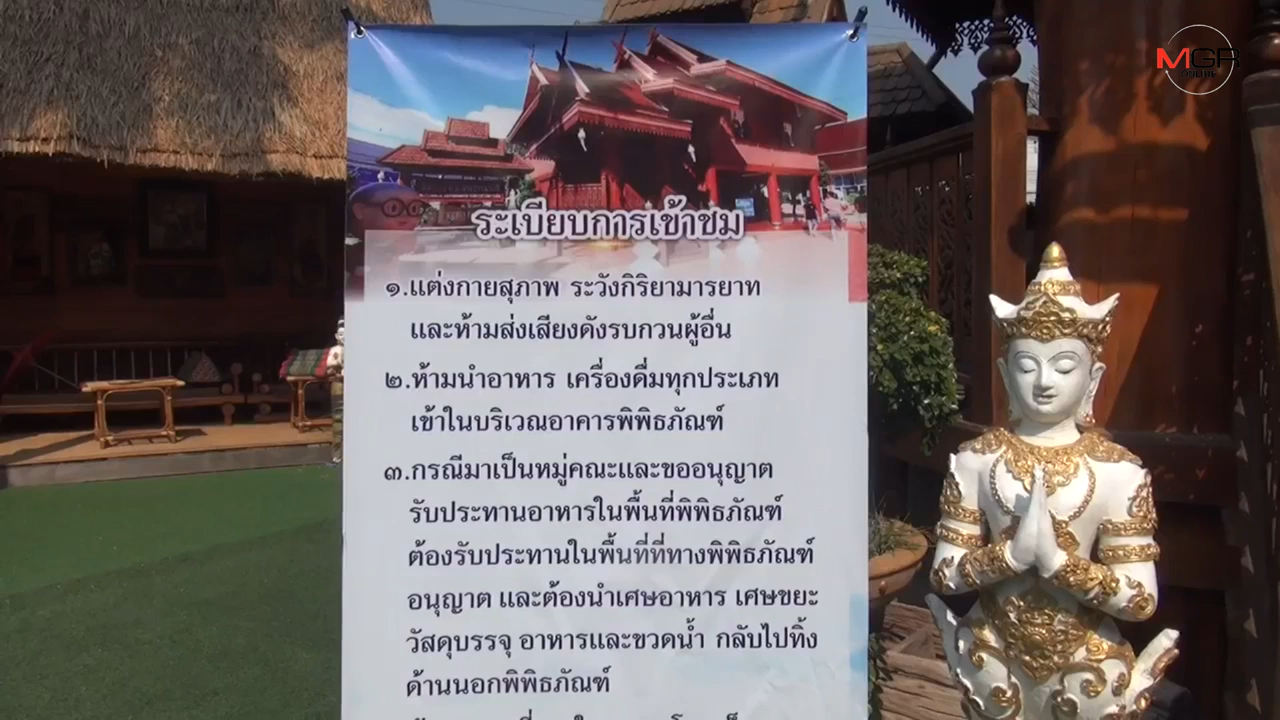 MGR
ONLINE
ระเบียบการเข้าชม
๑.แต่งกายสุภาพ ระวังกิริยามารยาท
และห้ามส่งเสียงดังรบกวนผู้อื่น
๒.ห้ามนำอาหาร เครื่องดื่มทุกประเภท
เข้าในบริเวณอาคารพิพิธภัณฑ์
๓.กรณีมาเป็นหมู่คณะและขออนุญาต
รับประทานอาหารในพื้นที่พิพิธภัณฑ์
ต้องรับประทานในพื้นที่ที่ทางพิพิธภัณฑ์
อนุญาต และต้องนำเศษอาหาร เศษขยะ
วัสดุบรรจุ อาหารและขวดน้ำ กลับไปทิ้ง
ด้านนอกพิพิธภัณฑ์